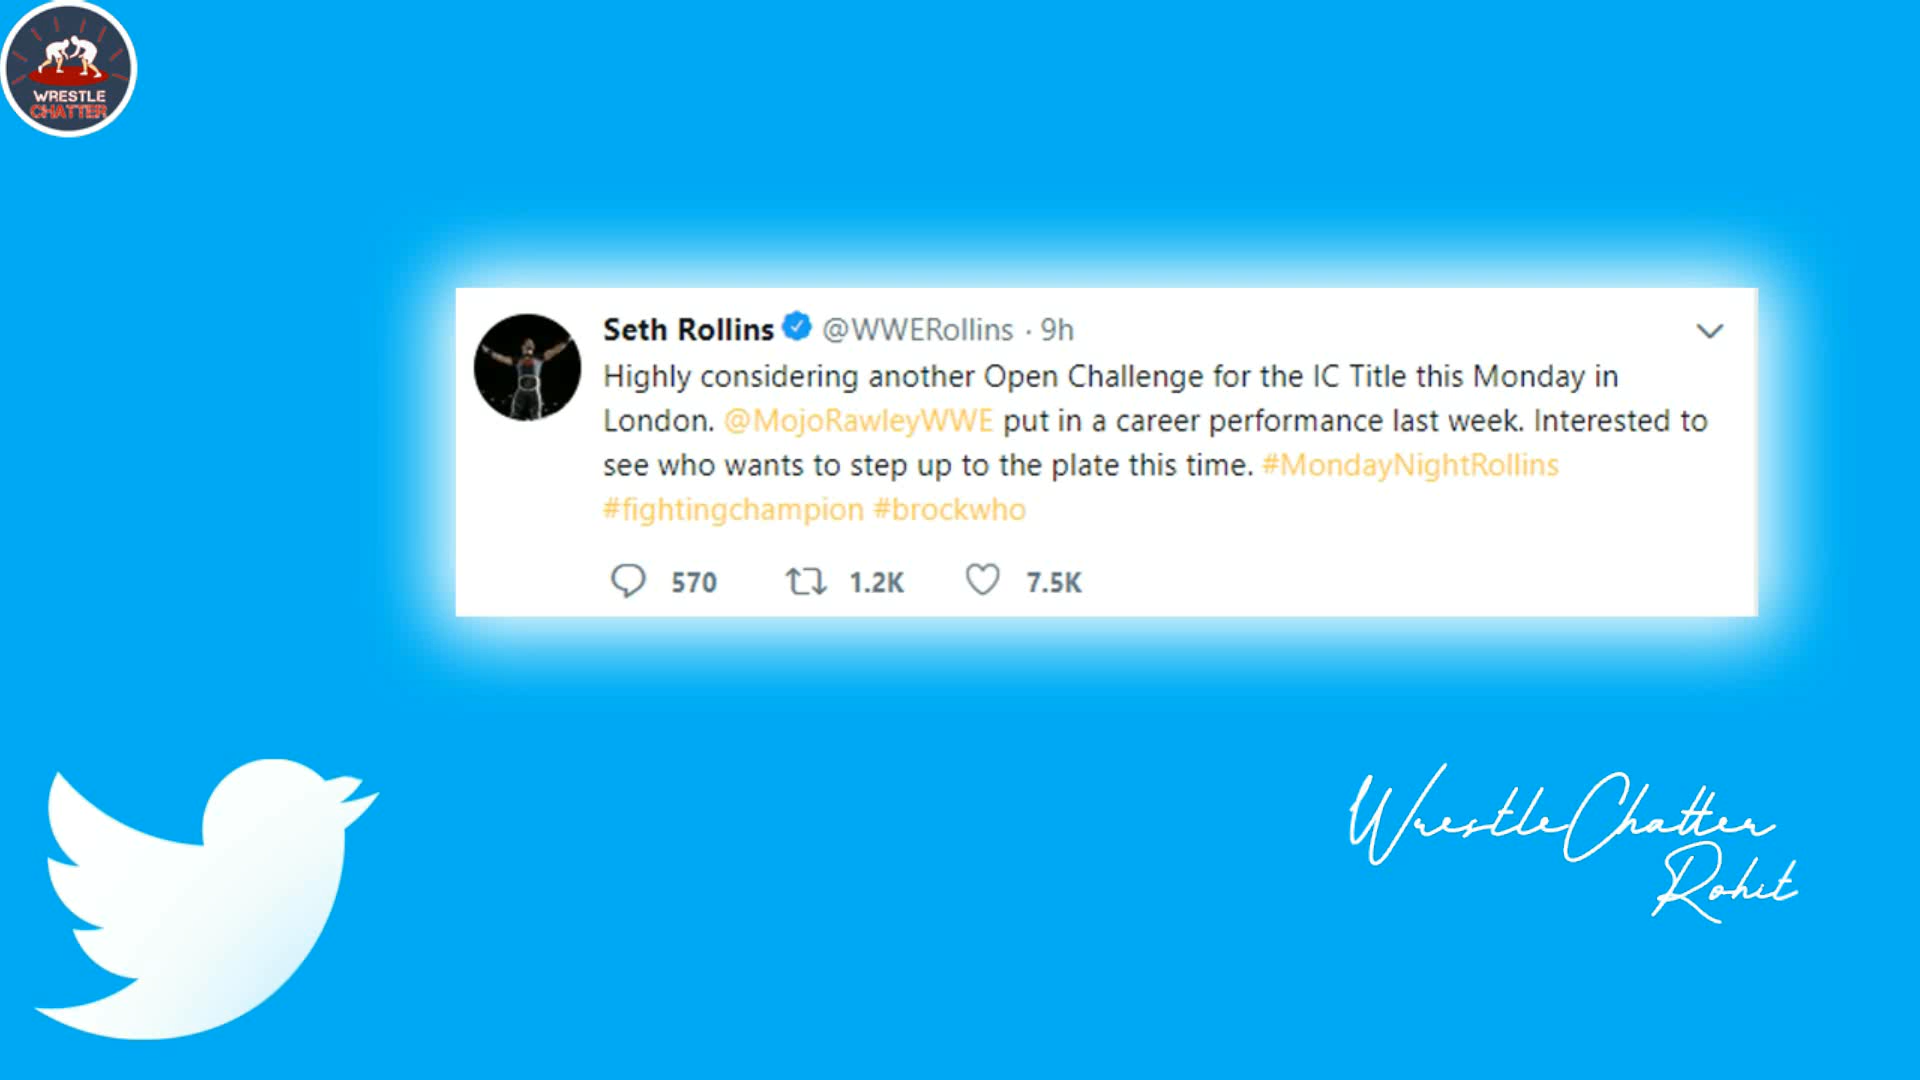 WRESTLE
CHATTER
Seth Rollins @WWERollins · 9h
Highly considering another Open Challenge for the IC Title this Monday in
London. @MojoRawleyWWE put in a career performance last week. Interested to
see who wants to step up to the plate this time. #MondayNightRollins
#fightingchampion #brockwho
570 1.2K 7.5K
WrestleChatter
Rohit